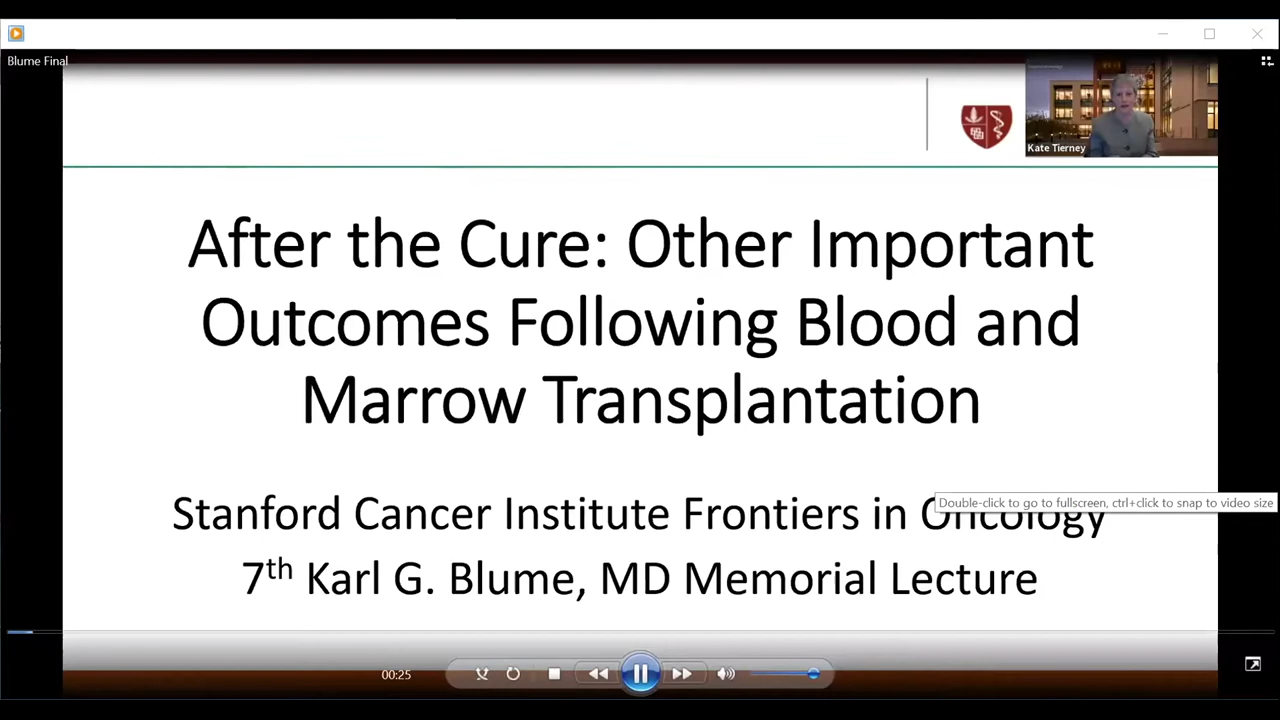 Blume Final
Kate Tierney
After the Cure: Other Important
Outcomes Following Blood and
Marrow Transplantation
Stanford Cancer Institute Frontiers in Oncology
Double-click to go to fullscreen, ctrl+click to snap to video size
7th Karl G. Blume, MD Memorial Lecture
00:25